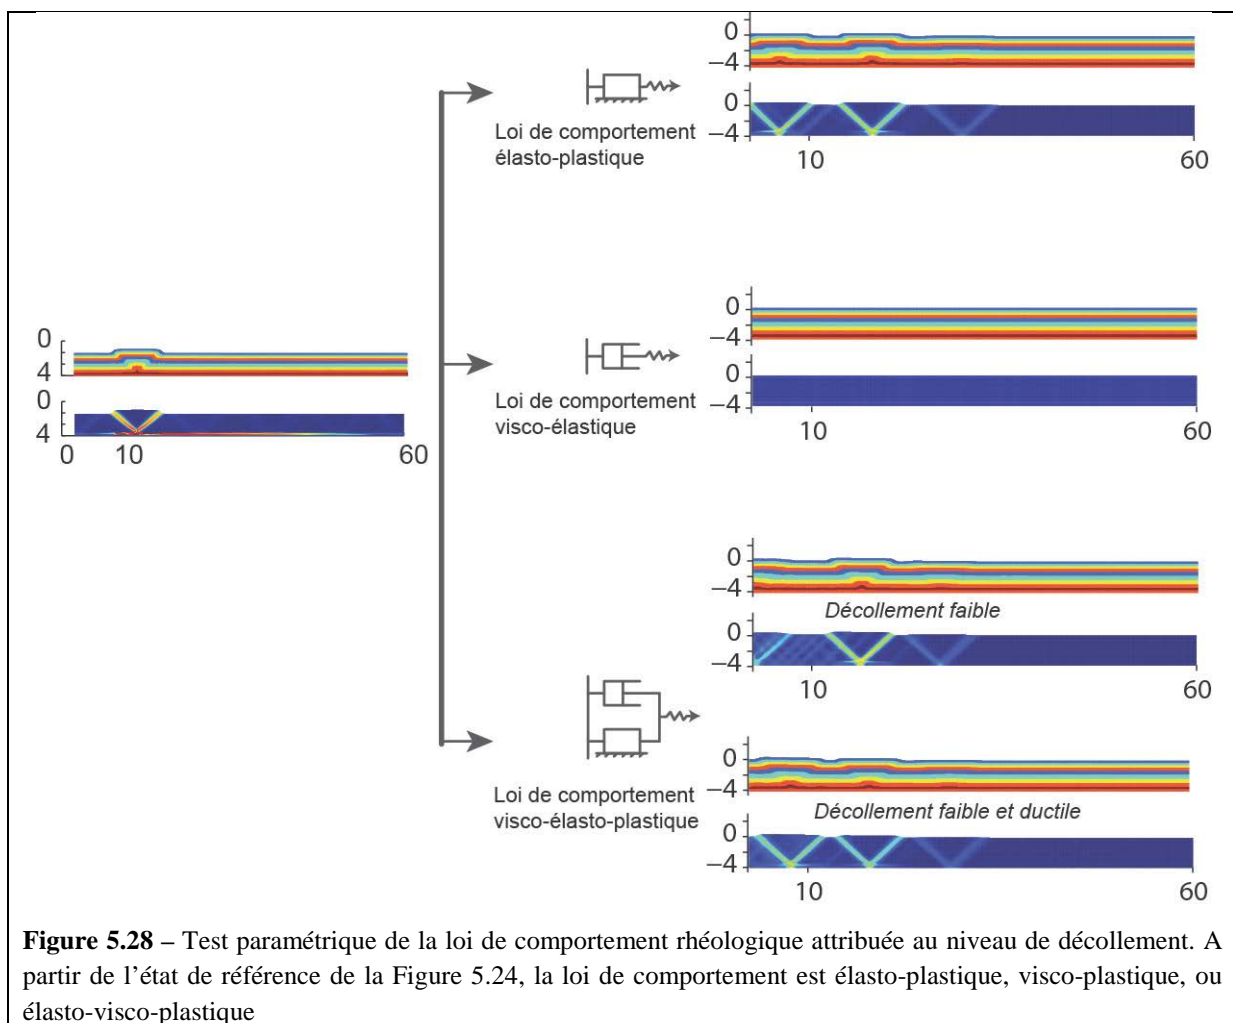 0
−4
0
−4
10
60
Loi de comportement
élasto-plastique
0
−4
0
−4
10
60
Loi de comportement
visco-élastique
0
4
0
4
0
10
60
0
−4
Décollement faible
0
−4
10
60
Loi de comportement
visco-élasto-plastique
0
−4
Décollement faible et ductile
0
−4
10
60
Figure 5.28 – Test paramétrique de la loi de comportement rhéologique attribuée au niveau de décollement. A
partir de l’état de référence de la Figure 5.24, la loi de comportement est élasto-plastique, visco-plastique, ou
élasto-visco-plastique